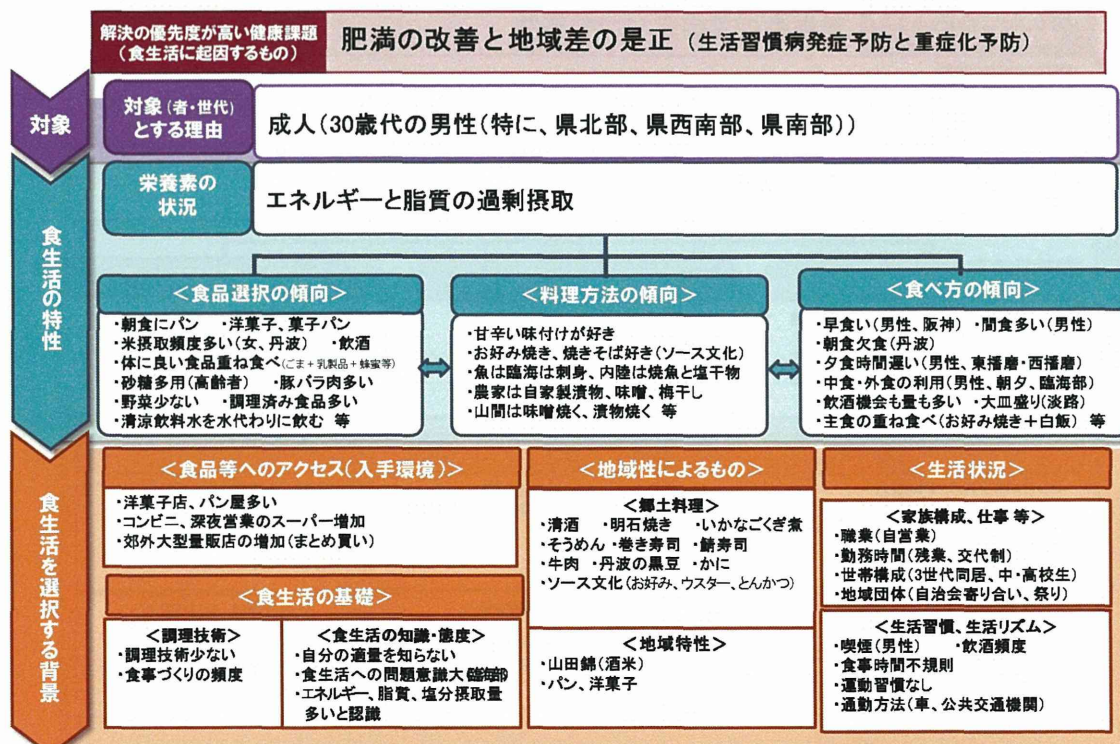 解決の優先度が高い健康課題
(食生活に起因するもの)
肥満の改善と地域差の是正 (生活習慣病発症予防と重症化予防)
対象
対象(者・世代)
とする理由
成人(30歳代の男性(特に、県北部、県西南部、県南部))
食生活の特性
栄養素の
状況
エネルギーと脂質の過剰摂取
<食品選択の傾向>
・朝食にパン ・洋菓子、菓子パン
・米摂取頻度多い(女、丹波) ・飲酒
・体に良い食品重ね食べ(ごま+乳製品+蜂蜜等)
・砂糖多用(高齢者) ・豚バラ肉多い
・野菜少ない ・調理済み食品多い
・清涼飲料水を水代わりに飲む 等
<料理方法の傾向>
・甘辛い味付けが好き
・お好み焼き、焼きそば好き(ソース文化)
・魚は臨海は刺身、内陸は焼魚と塩干物
・農家は自家製漬物、味噌、梅干し
・山間は味噌焼く、漬物焼く 等
<食べ方の傾向>
・早食い(男性、阪神) ・間食多い(男性)
・朝食欠食(丹波)
・夕食時間遅い(男性、東播磨・西播磨)
・中食・外食の利用(男性、朝夕、臨海部)
・飲酒機会も量も多い ・大皿盛り(淡路)
・主食の重ね食べ(お好み焼き+白飯) 等
食生活を選択する背景
<食品等へのアクセス(入手環境)>
・洋菓子店、パン屋多い
・コンビニ、深夜営業のスーパー増加
・郊外大型量販店の増加(まとめ買い)
<食生活の基礎>
<調理技術>
・調理技術少ない
・食事づくりの頻度
<食生活の知識・態度>
・自分の適量を知らない
・食生活への問題意識大(臨海部)
・エネルギー、脂質、塩分摂取量
多いと認識
<地域性によるもの>
<郷土料理>
・清酒 ・明石焼き ・いかなごくぎ煮
・そうめん ・巻き寿司 ・鯖寿司
・牛肉 ・丹波の黒豆 ・かに
・ソース文化(お好み、ウスター、とんかつ)
<地域特性>
・山田錦(酒米)
・パン、洋菓子
<生活状況>
<家族構成、仕事 等>
・職業(自営業)
・勤務時間(残業、交代制)
・世帯構成(3世代同居、中・高校生)
・地域団体(自治会寄り合い、祭り)
<生活習慣、生活リズム>
・喫煙(男性) ・飲酒頻度
・食事時間不規則
・運動習慣なし
・通勤方法(車、公共交通機関)